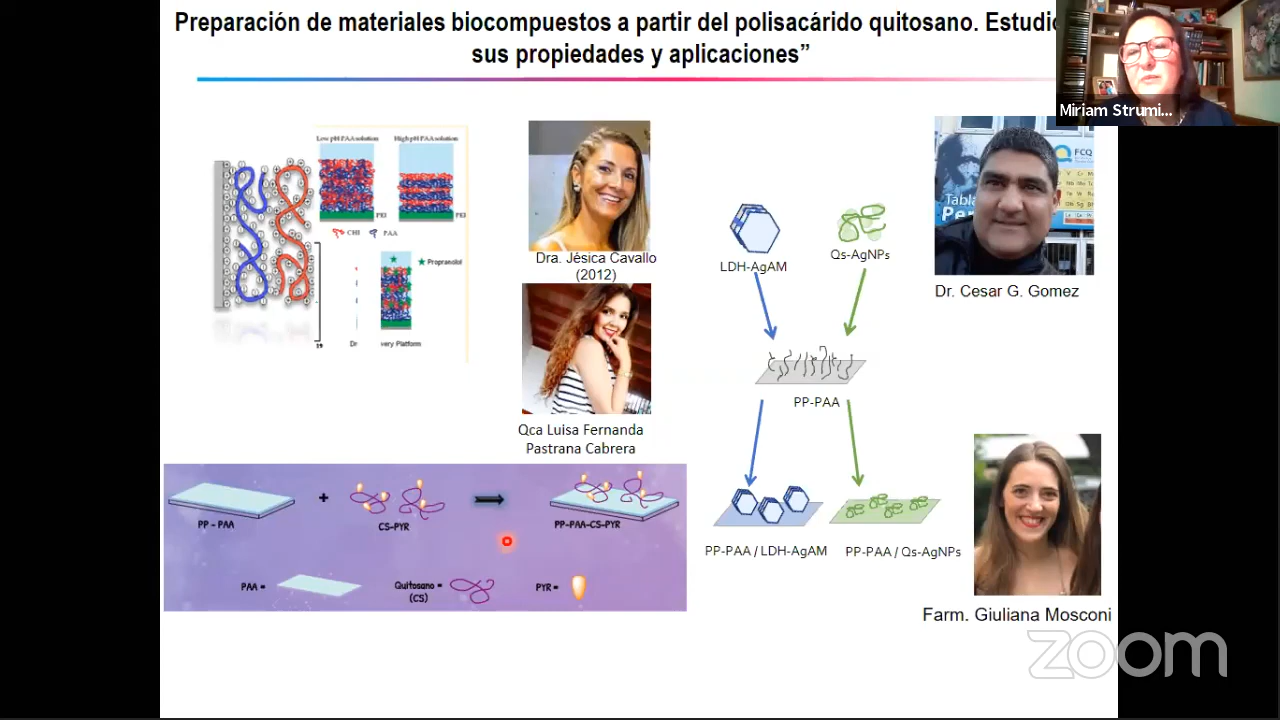 Preparación de materiales biocompuestos a partir del polisacárido quitosano. Estudio
sus propiedades y aplicaciones”
Miriam Strumi...
Low pH PAA solution
High pH PAA solution
PEI
PEI
CHI
PAA
Propranolol
Dr very Platform
Dra. Jésica Cavallo
(2012)
Qca Luisa Fernanda
Pastrana Cabrera
LDH-AgAM
Qs-AgNPs
PP-PAA
PP-PAA / LDH-AgAM
PP-PAA / Qs-AgNPs
FCQ
Tabla
Pe
Dr. Cesar G. Gomez
Farm. Giuliana Mosconi
PP - PAA
+
CS-PYR
PP-PAA-CS-PYR
PAA =
Quitosano =
(CS)
PYR =
zoom